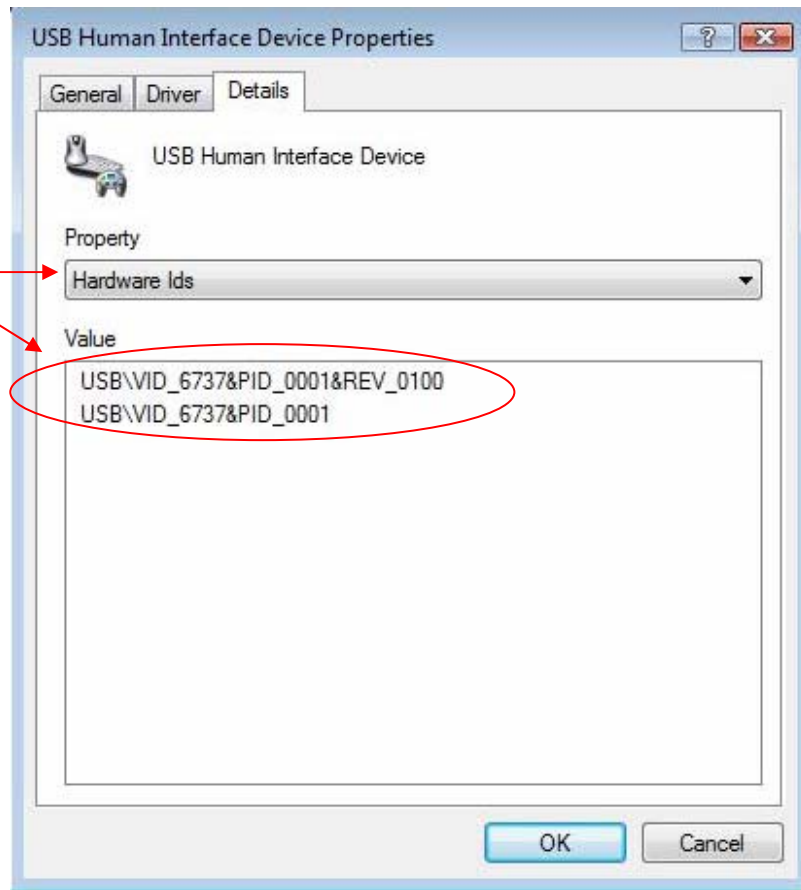 USB Human Interface Device Properties
General Driver Details
USB Human Interface Device
Property
Hardware Ids
Value
USB\VID_6737&PID_0001&REV_0100
USB\VID_6737&PID_0001
OK Cancel